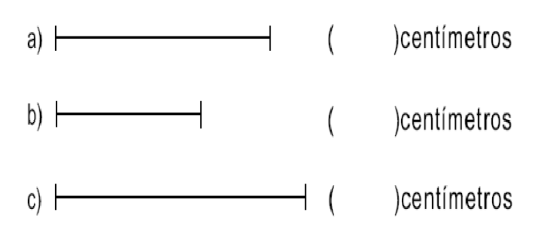 a) ( )centímetros
b) ( )centímetros
c) ( )centímetros